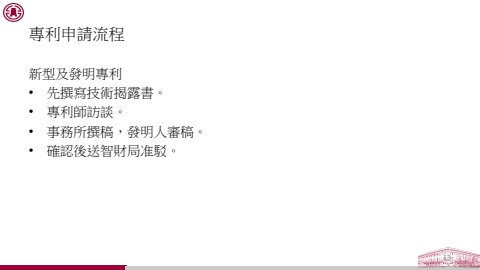 專利申請流程
新型及發明專利
• 先撰寫技術揭露書。
• 專利師訪談。
• 事務所撰稿，發明人審稿。
• 確認後送智財局准駁。